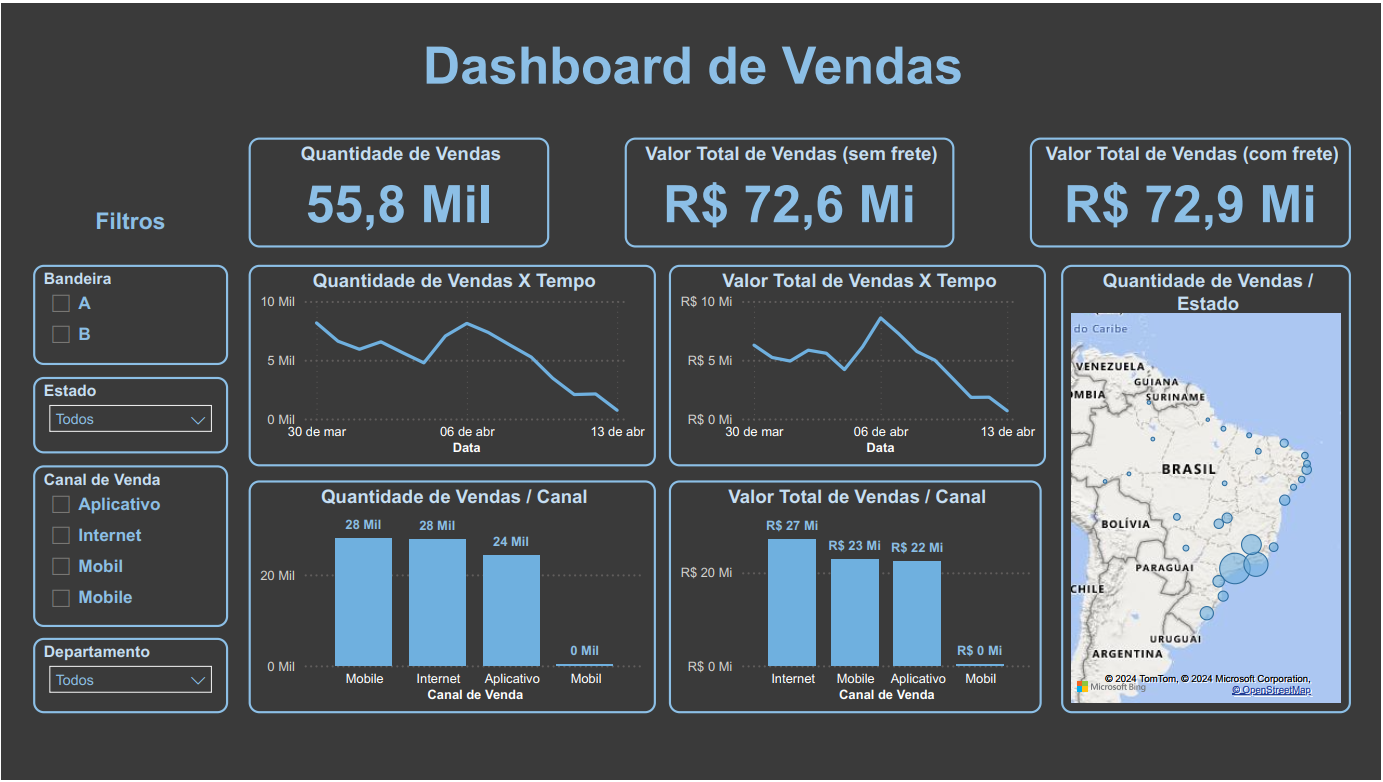 Dashboard de Vendas
Quantidade de Vendas
55,8 Mil
Valor Total de Vendas (sem frete)
R$ 72,6 Mi
Valor Total de Vendas (com frete)
R$ 72,9 Mi
Filtros
Bandeira
A
B
Estado
Todos
Canal de Venda
Aplicativo
Internet
Mobil
Mobile
Departamento
Todos
Quantidade de Vendas X Tempo
10 Mil
5 Mil
0 Mil
30 de mar
06 de abr
13 de abr
Data
Valor Total de Vendas X Tempo
R$ 10 Mi
R$ 5 Mi
R$ 0 Mi
30 de mar
06 de abr
13 de abr
Data
Quantidade de Vendas / Canal
28 Mil
28 Mil
24 Mil
0 Mil
20 Mil
0 Mil
Mobile
Internet
Aplicativo
Mobil
Canal de Venda
Valor Total de Vendas / Canal
R$ 27 Mi
R$ 23 Mi
R$ 22 Mi
R$ 0 Mi
R$ 20 Mi
R$ 0 Mi
Internet
Mobile
Aplicativo
Mobil
Canal de Venda
Quantidade de Vendas /
Estado
do Caribe
VENEZUELA
GUIANA
OMBIA
SURINAME
BRASIL
BOLÍVIA
PARAGUAI
CHILE
URUGUAI
ARGENTINA
© 2024 TomTom, © 2024 Microsoft Corporation,
Microsoft Bing
© OpenStreetMap